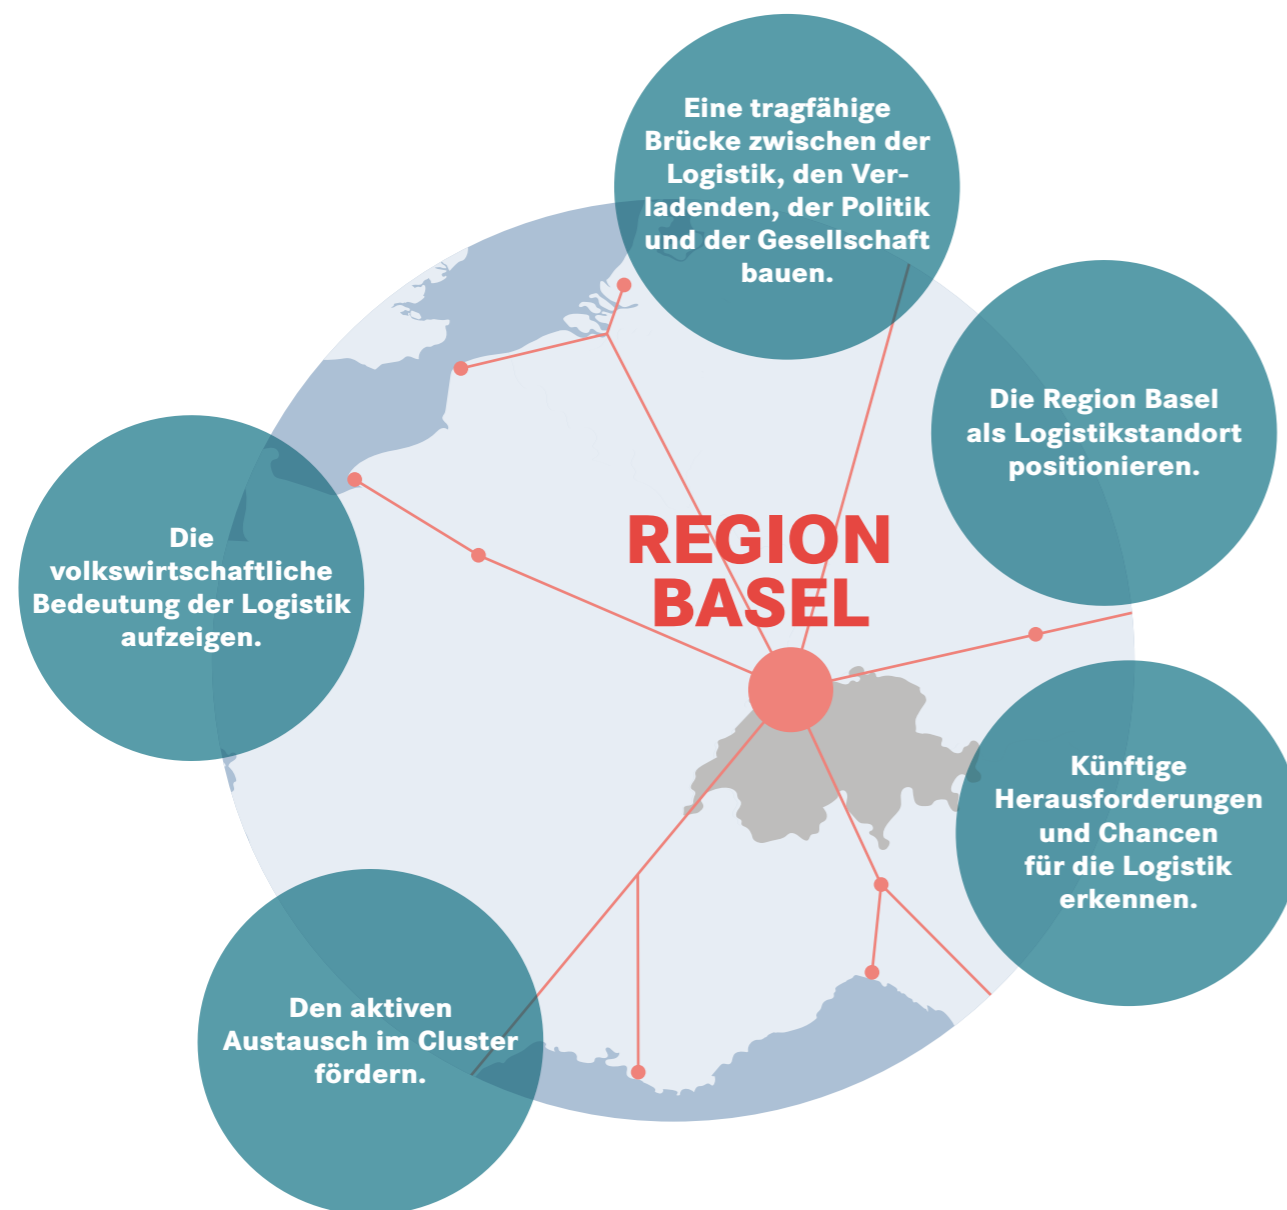 Eine tragfähige
Brücke zwischen der
Logistik, den Ver-
ladenden, der Politik
und der Gesellschaft
bauen.
Die Region Basel
als Logistikstandort
positionieren.
REGION
BASEL
Die
volkswirtschaftliche
Bedeutung der Logistik
aufzeigen.
Künftige
Herausforderungen
und Chancen
für die Logistik
erkennen.
Den aktiven
Austausch im Cluster
fördern.